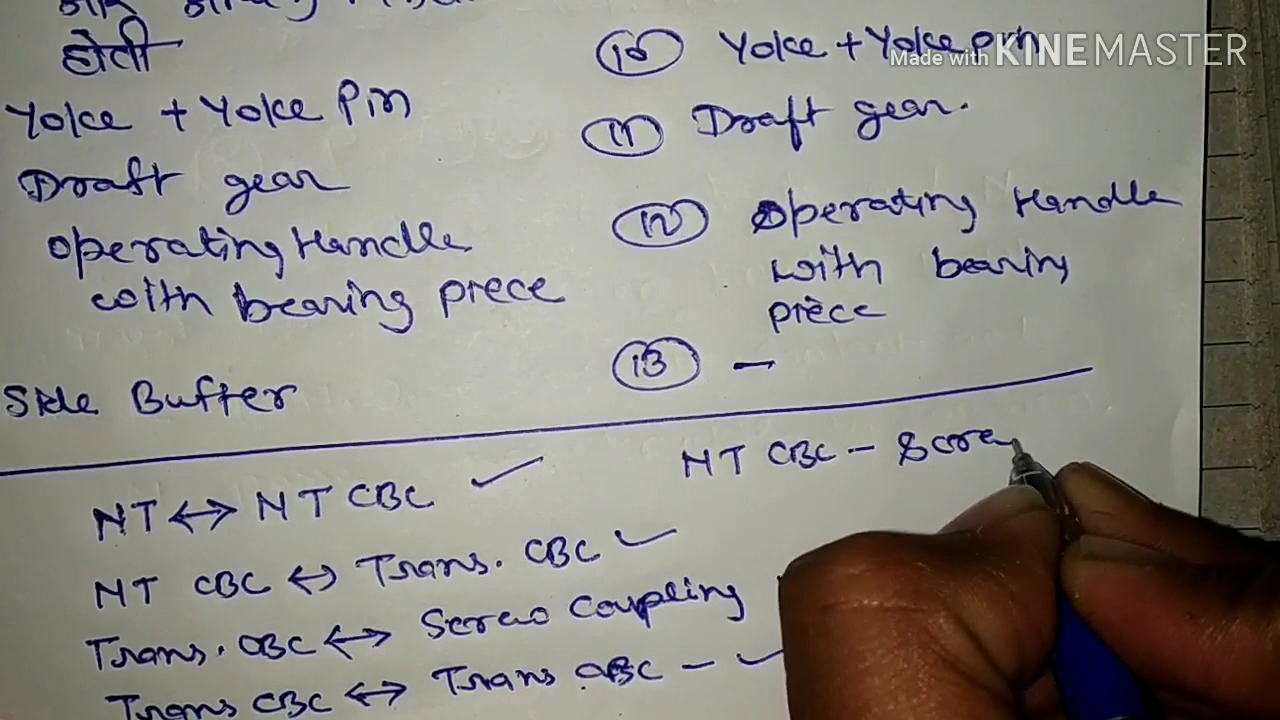 होती
Yoke + Yoke Pin
Draft gear
operating Handle
with bearing piece
Side Buffer
10 Yoke + Yoke Pin
Made with KINEMASTER
11 Draft gear.
12 Operating Handle
with bearing
piece
13 —
NT ↔ NT CBC ✓
NT CBC ↔ Trans. CBC ✓
Trans. CBC ↔ Screw Coupling
Trans CBC ↔ Trans CBC – ✓
NT CBC – Scre